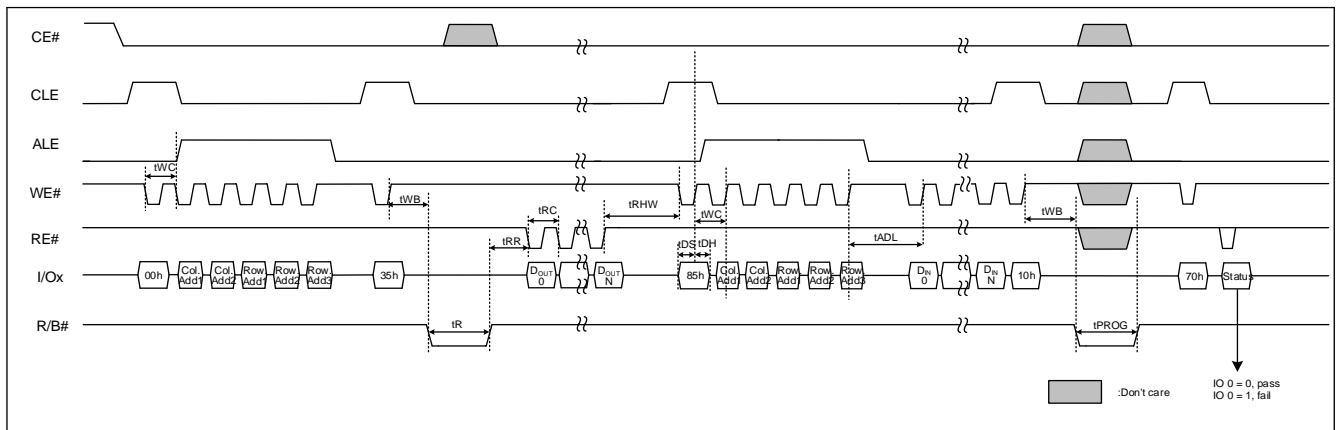 CE#
CLE
ALE
tWC
WE#
tWB
tRC
tRHW
tWC
tWB
RE#
tRR
tDS
tDH
tADL
I/Ox
00h
Col. Add1
Col. Add2
Row. Add1
Row. Add2
Row. Add3
35h
DOUT 0
DOUT N
85h
Col. Add1
Col. Add2
Row. Add1
Row. Add2
Row. Add3
DIN 0
DIN N
10h
70h
Status
R/B#
tR
tPROG
:Don't care
IO 0 = 0, pass
IO 0 = 1, fail